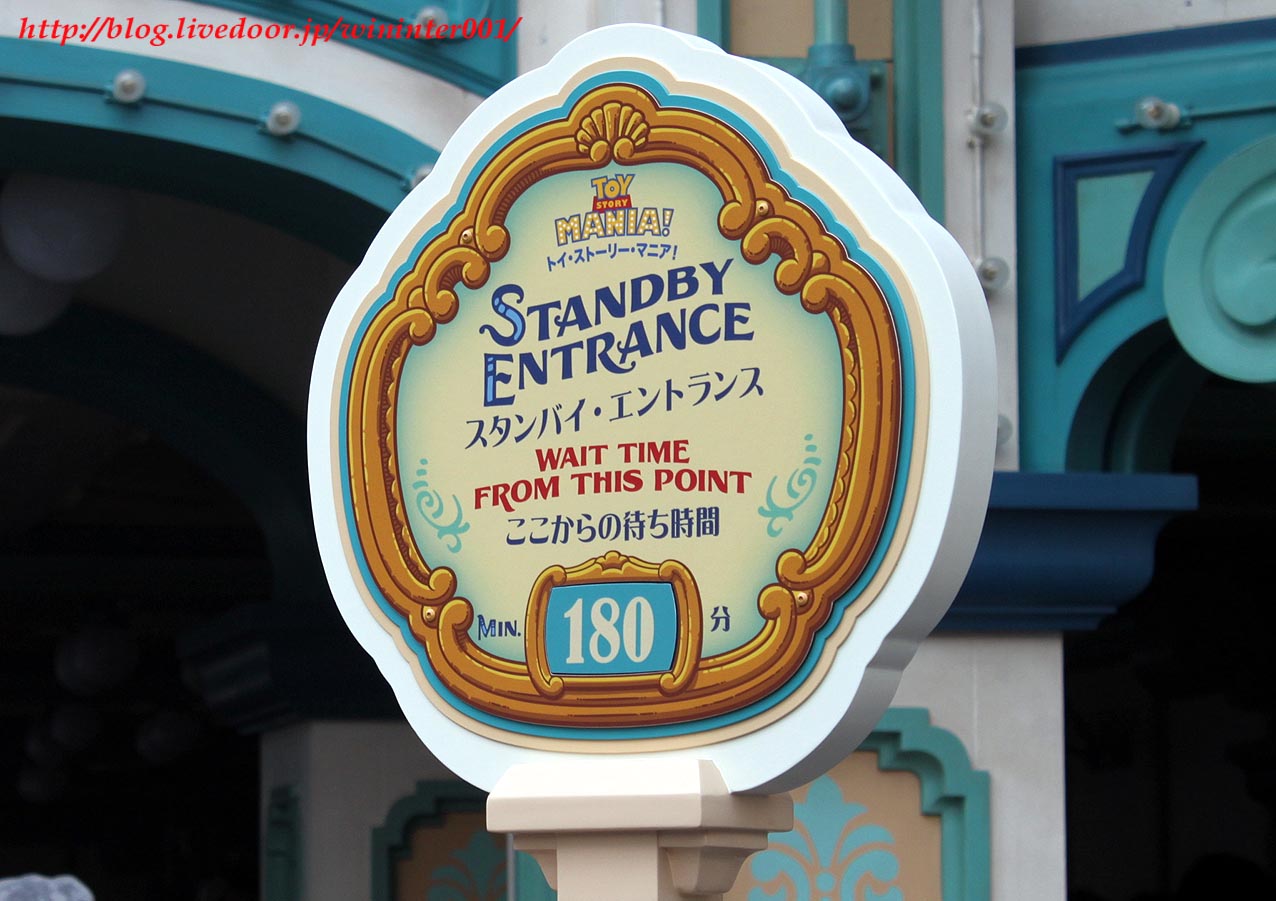 http://blog.livedoor.jp/wininter001/
TOY
STORY
MANIA!
トイ・ストーリー・マニア!
STANDBY
ENTRANCE
スタンバイ・エントランス
WAIT TIME
FROM THIS POINT
ここからの待ち時間
MIN. 180 分